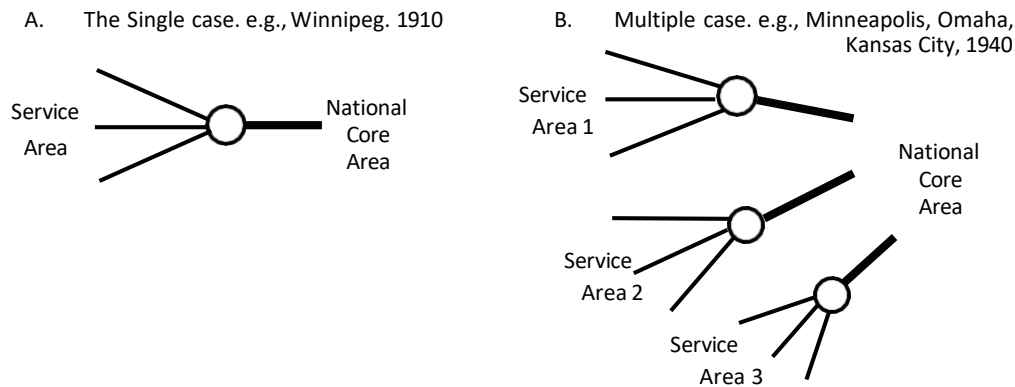 A. The Single case. e.g., Winnipeg. 1910
Service
Area
National
Core
Area
B. Multiple case. e.g., Minneapolis, Omaha,
Kansas City, 1940
Service
Area 1
National
Core
Area
Service
Area 2
Service
Area 3